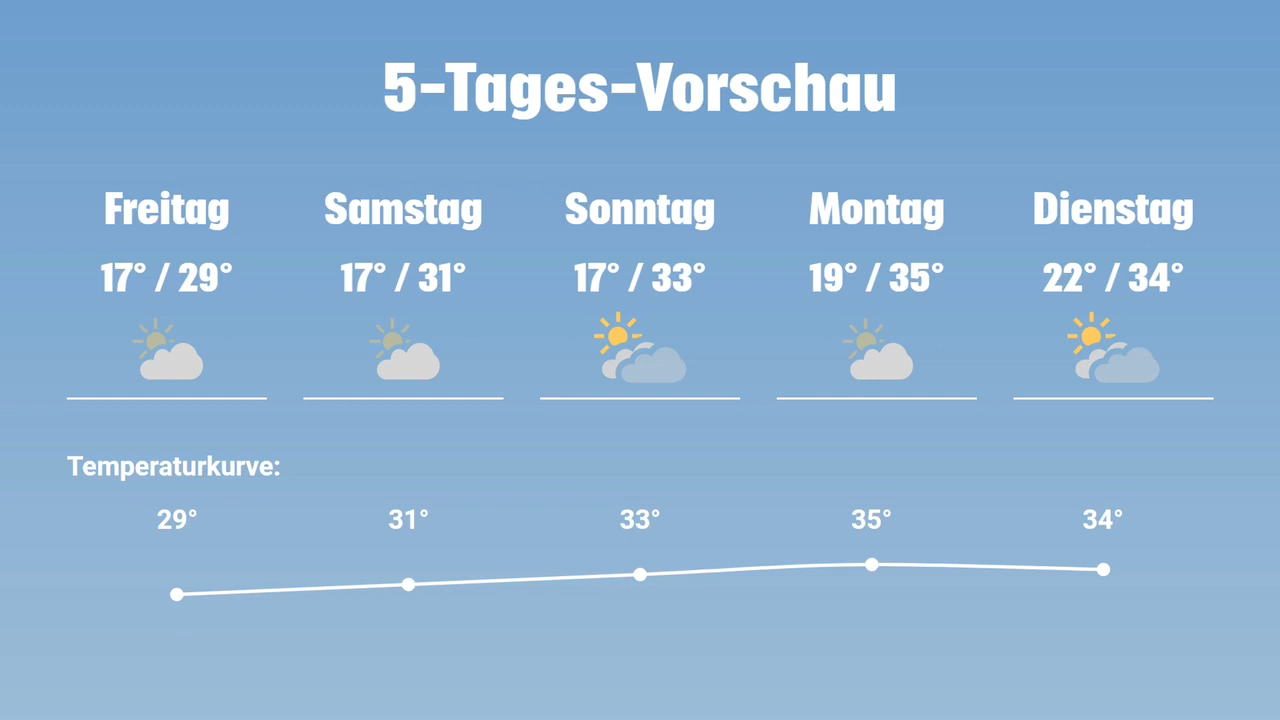 5-Tages-Vorschau
Freitag Samstag Sonntag Montag Dienstag
17° / 29° 17° / 31° 17° / 33° 19° / 35° 22° / 34°
Temperaturkurve:
29° 31° 33° 35° 34°